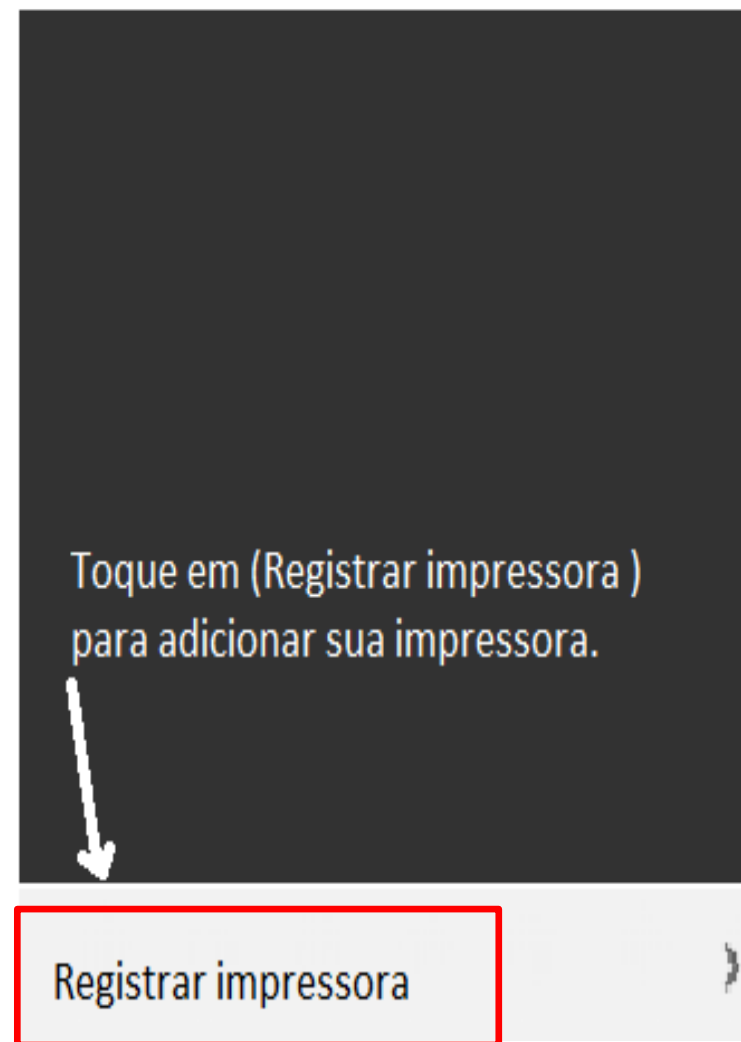 Toque em (Registrar impressora )
para adicionar sua impressora.
Registrar impressora